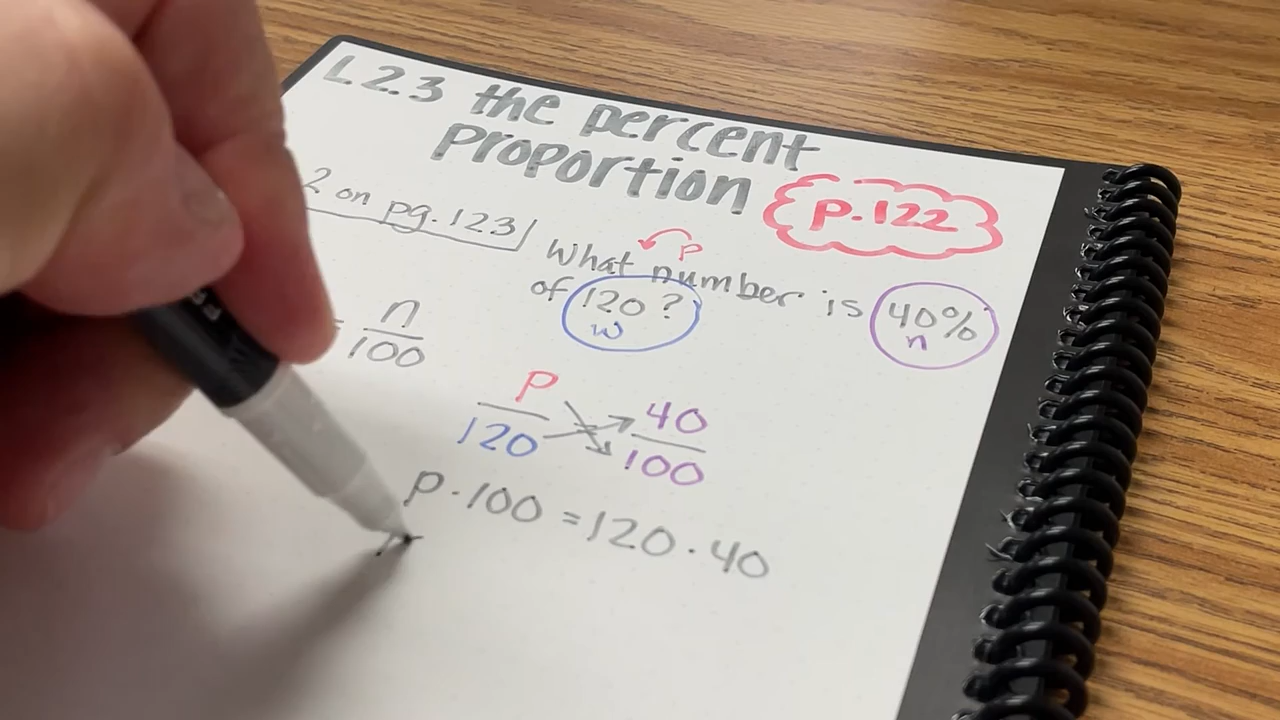 L2.3 the percent
proportion
p.122
2 on pg. 123
What number is 40%
of 120?
p
w
n
= n/100
p/120 40/100
p · 100 = 120 · 40